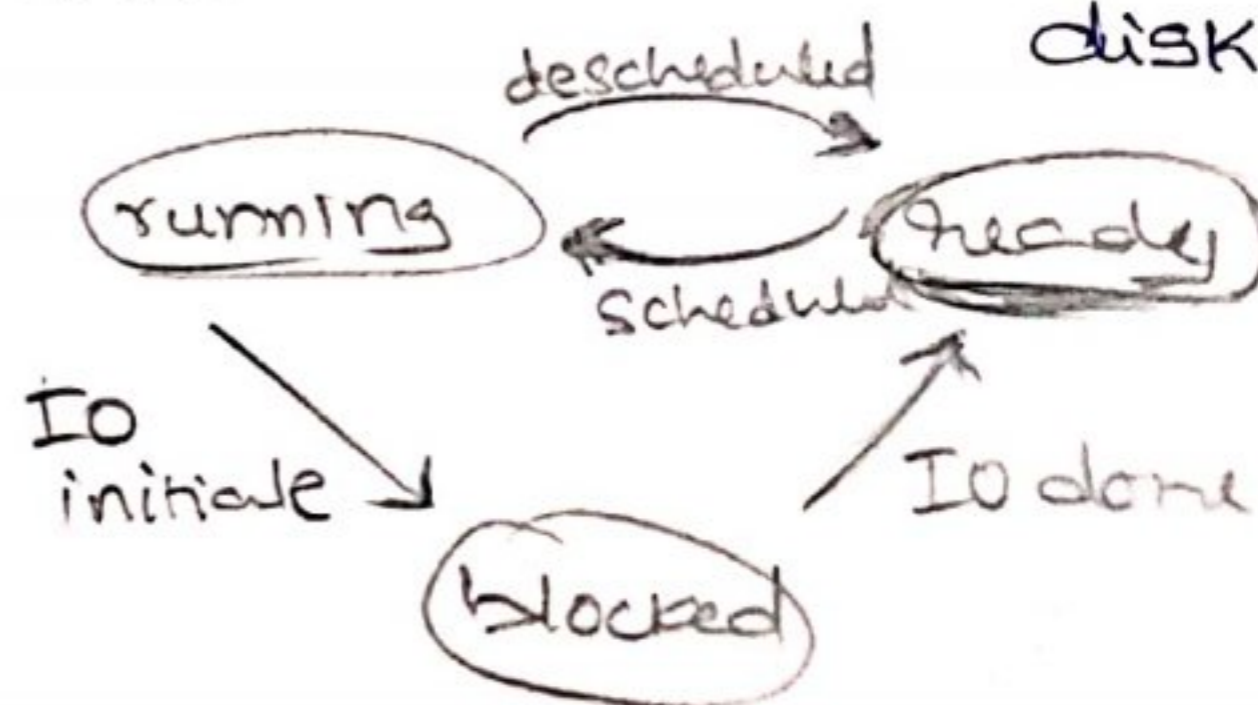 disk
descheduled
running
ready
scheduled
IO
initiate
IO done
blocked